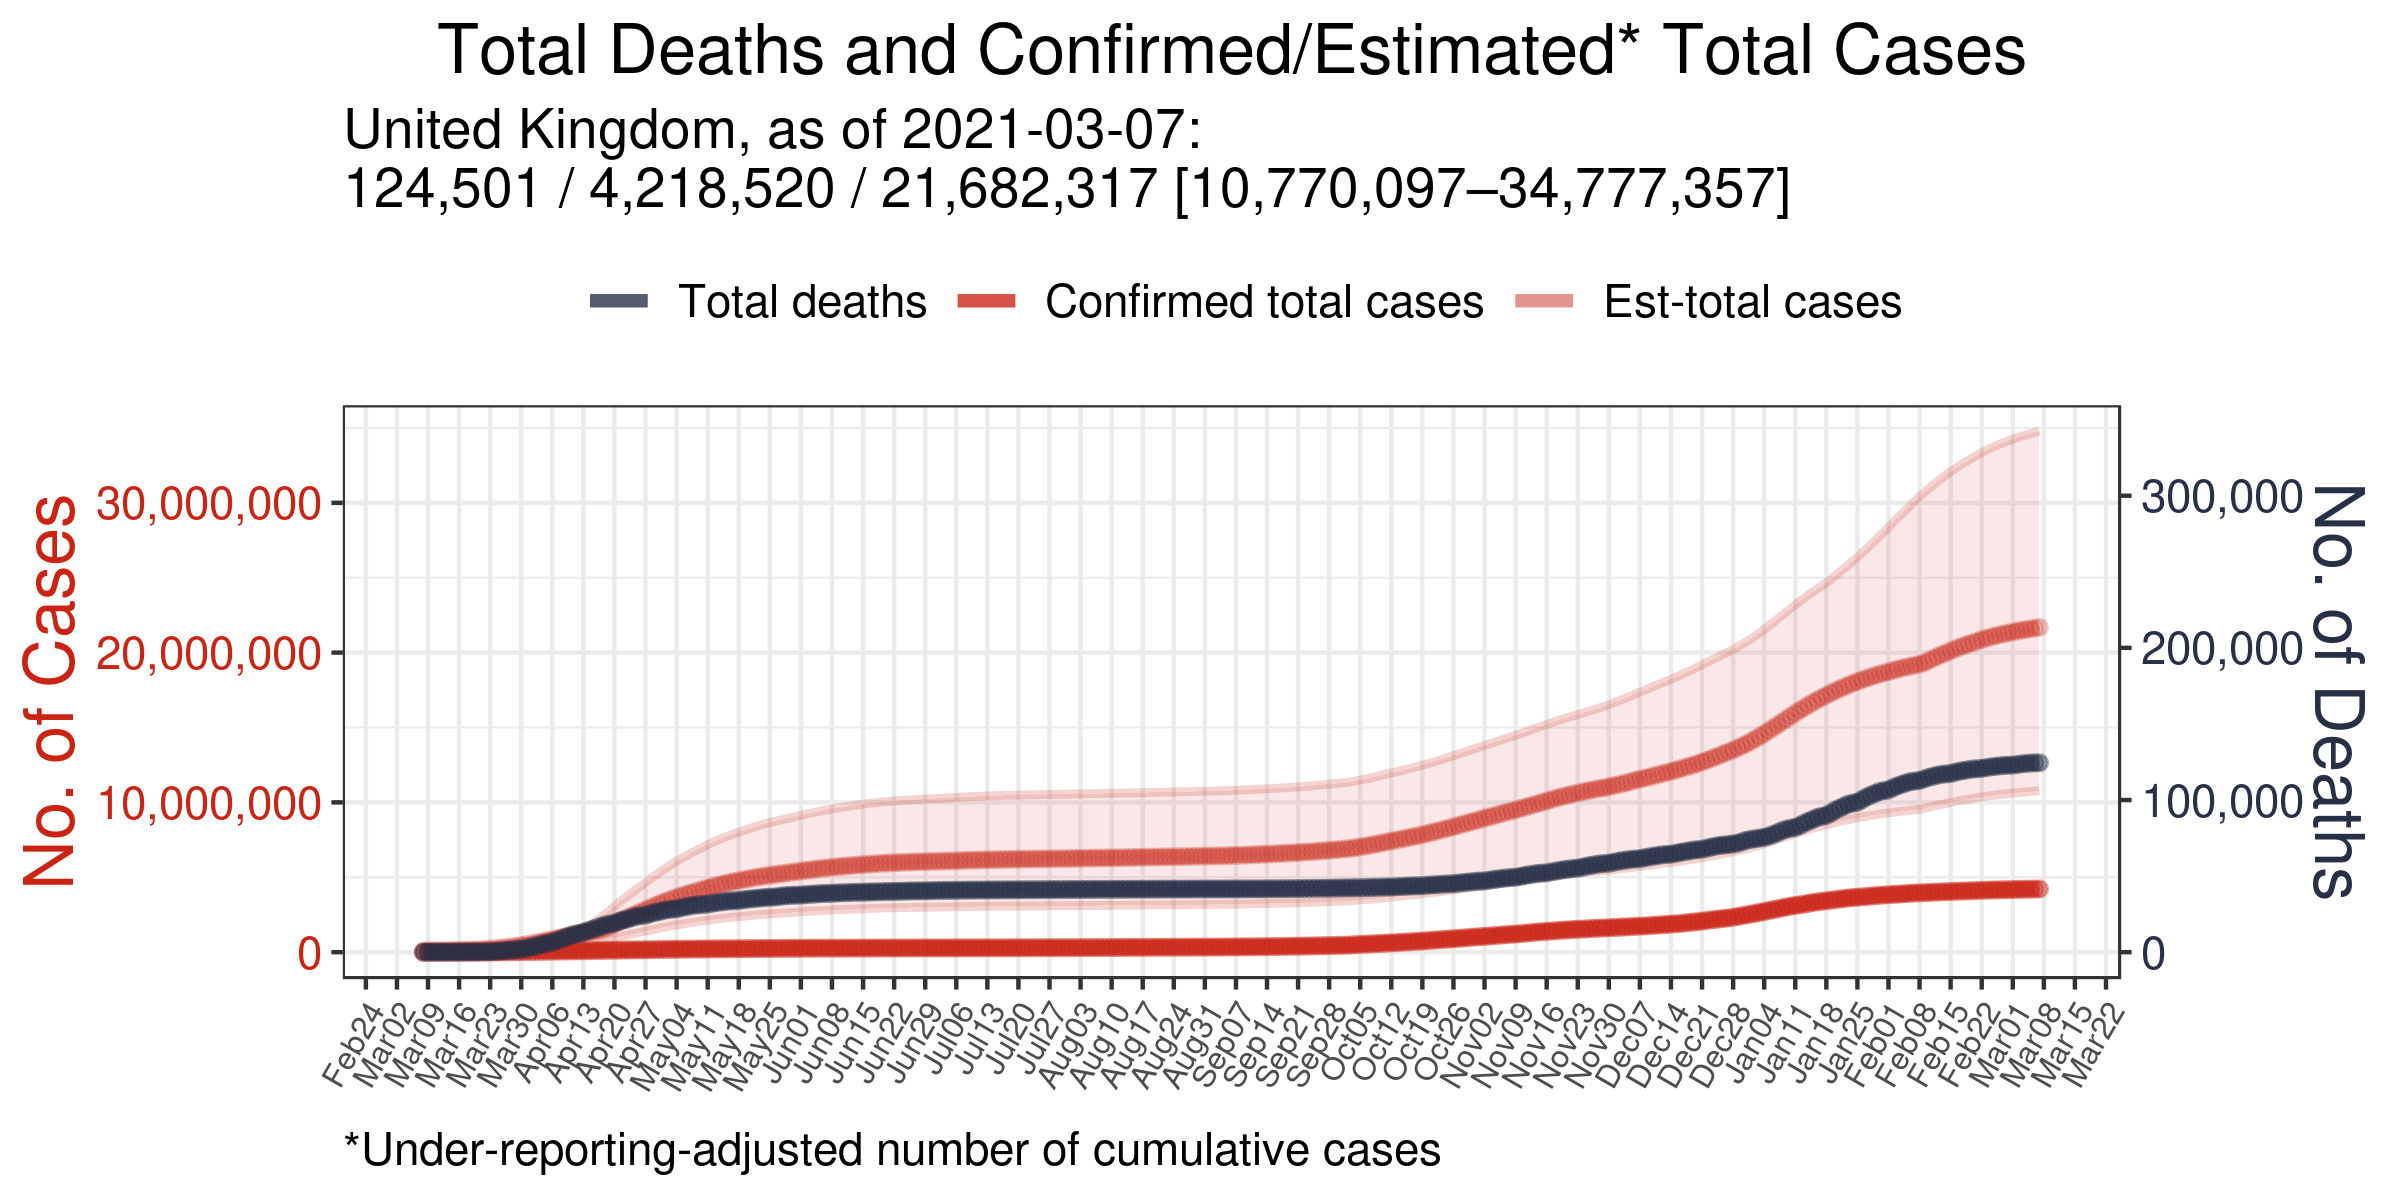 Total Deaths and Confirmed/Estimated* Total Cases
United Kingdom, as of 2021-03-07:
124,501 / 4,218,520 / 21,682,317 [10,770,097–34,777,357]
Total deaths
Confirmed total cases
Est-total cases
No. of Cases
30,000,000
20,000,000
10,000,000
0
300,000
200,000
100,000
0
No. of Deaths
Feb24
Mar02
Mar09
Mar16
Mar23
Mar30
Apr06
Apr13
Apr20
Apr27
May04
May11
May18
May25
Jun01
Jun08
Jun15
Jun22
Jun29
Jul06
Jul13
Jul20
Jul27
Aug03
Aug10
Aug17
Aug24
Aug31
Sep07
Sep14
Sep21
Sep28
Oct05
Oct12
Oct19
Oct26
Nov02
Nov09
Nov16
Nov23
Nov30
Dec07
Dec14
Dec21
Dec28
Jan04
Jan11
Jan18
Jan25
Feb01
Feb08
Feb15
Feb22
Mar01
Mar08
Mar15
Mar22
*Under-reporting-adjusted number of cumulative cases